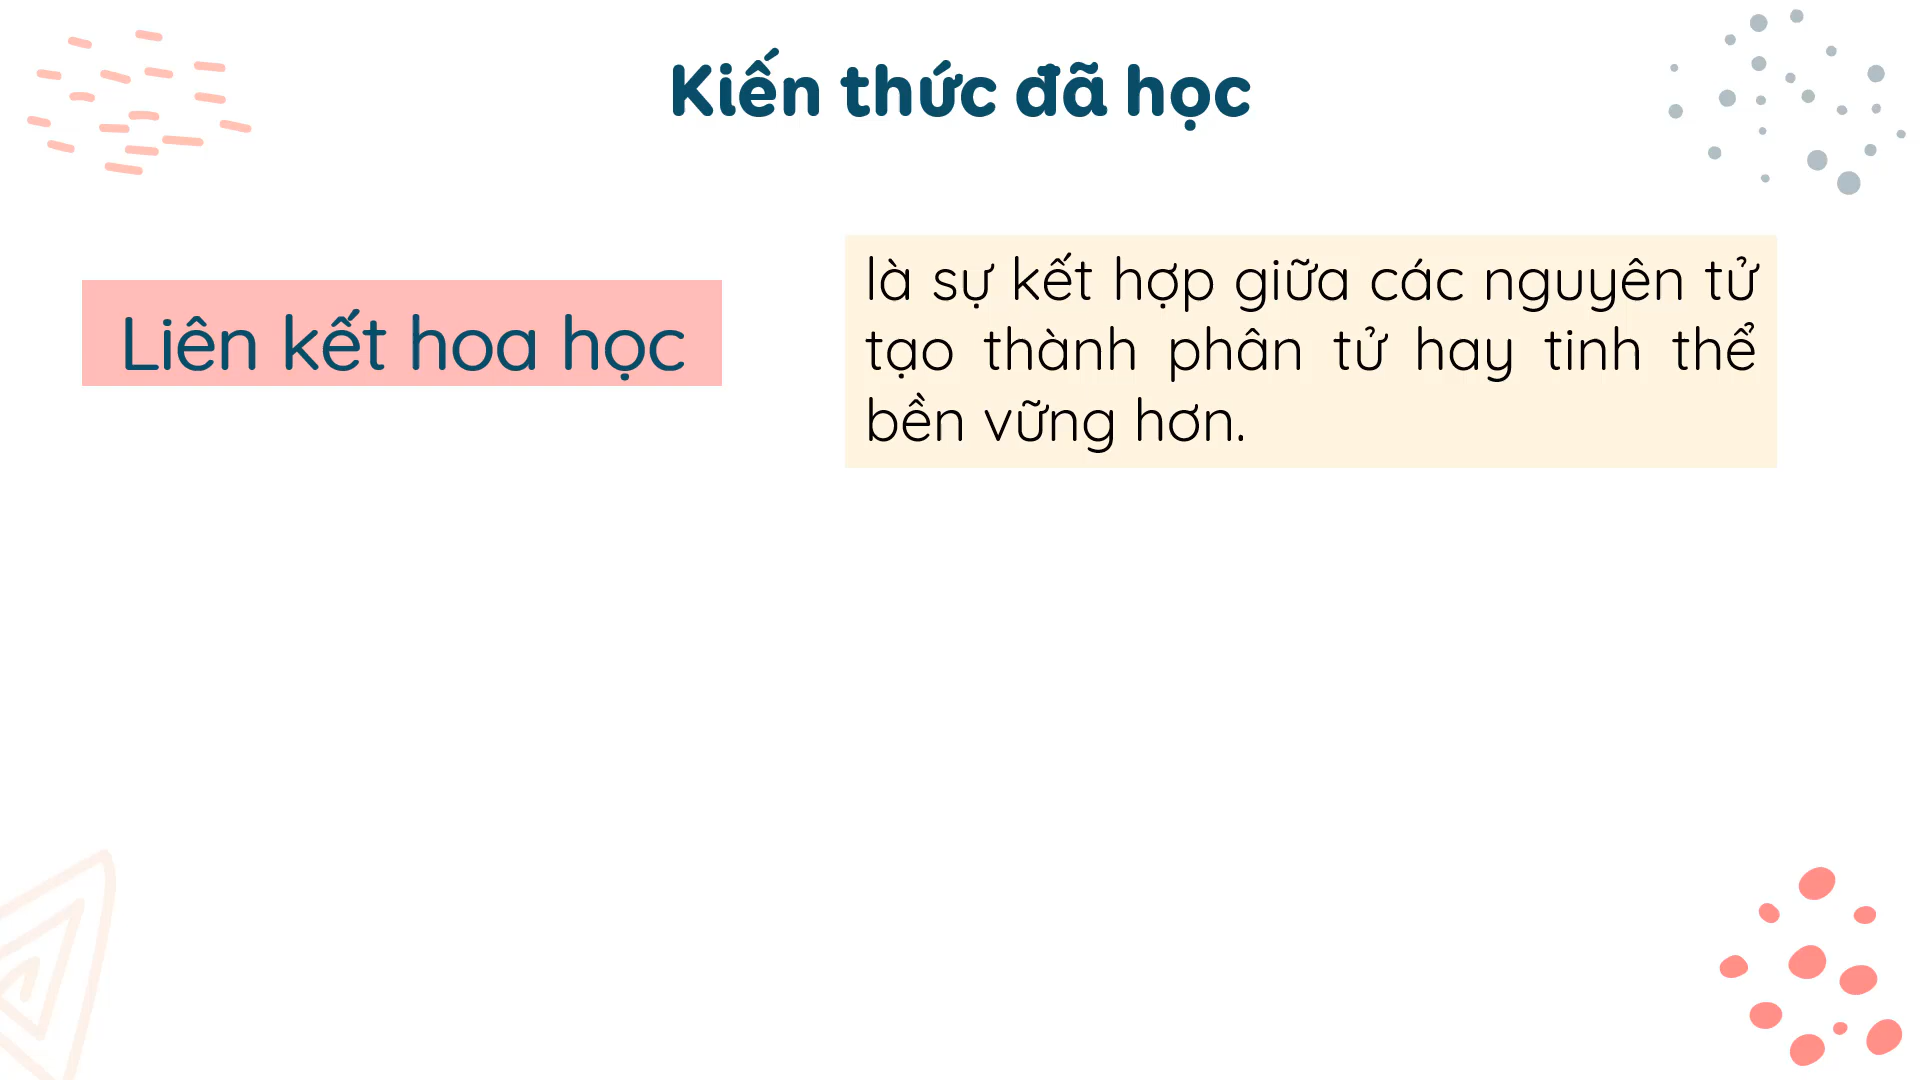 Kiến thức đã học
Liên kết hoa học
là sự kết hợp giữa các nguyên tử
tạo thành phân tử hay tinh thể
bền vững hơn.